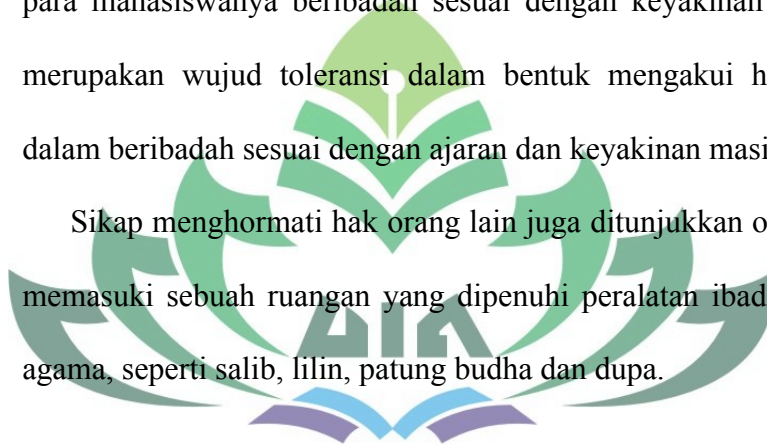 para mahasiswanya beribadah sesuai dengan keyakinan
merupakan wujud toleransi dalam bentuk mengakui h
dalam beribadah sesuai dengan ajaran dan keyakinan masi
Sikap menghormati hak orang lain juga ditunjukkan o
memasuki sebuah ruangan yang dipenuhi peralatan ibad
agama, seperti salib, lilin, patung budha dan dupa.